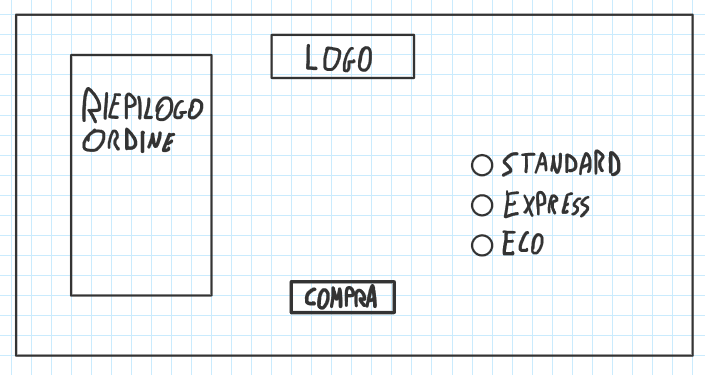 LOGO
RIEPILOGO
ORDINE
STANDARD
EXPRESS
ECO
COMPRA